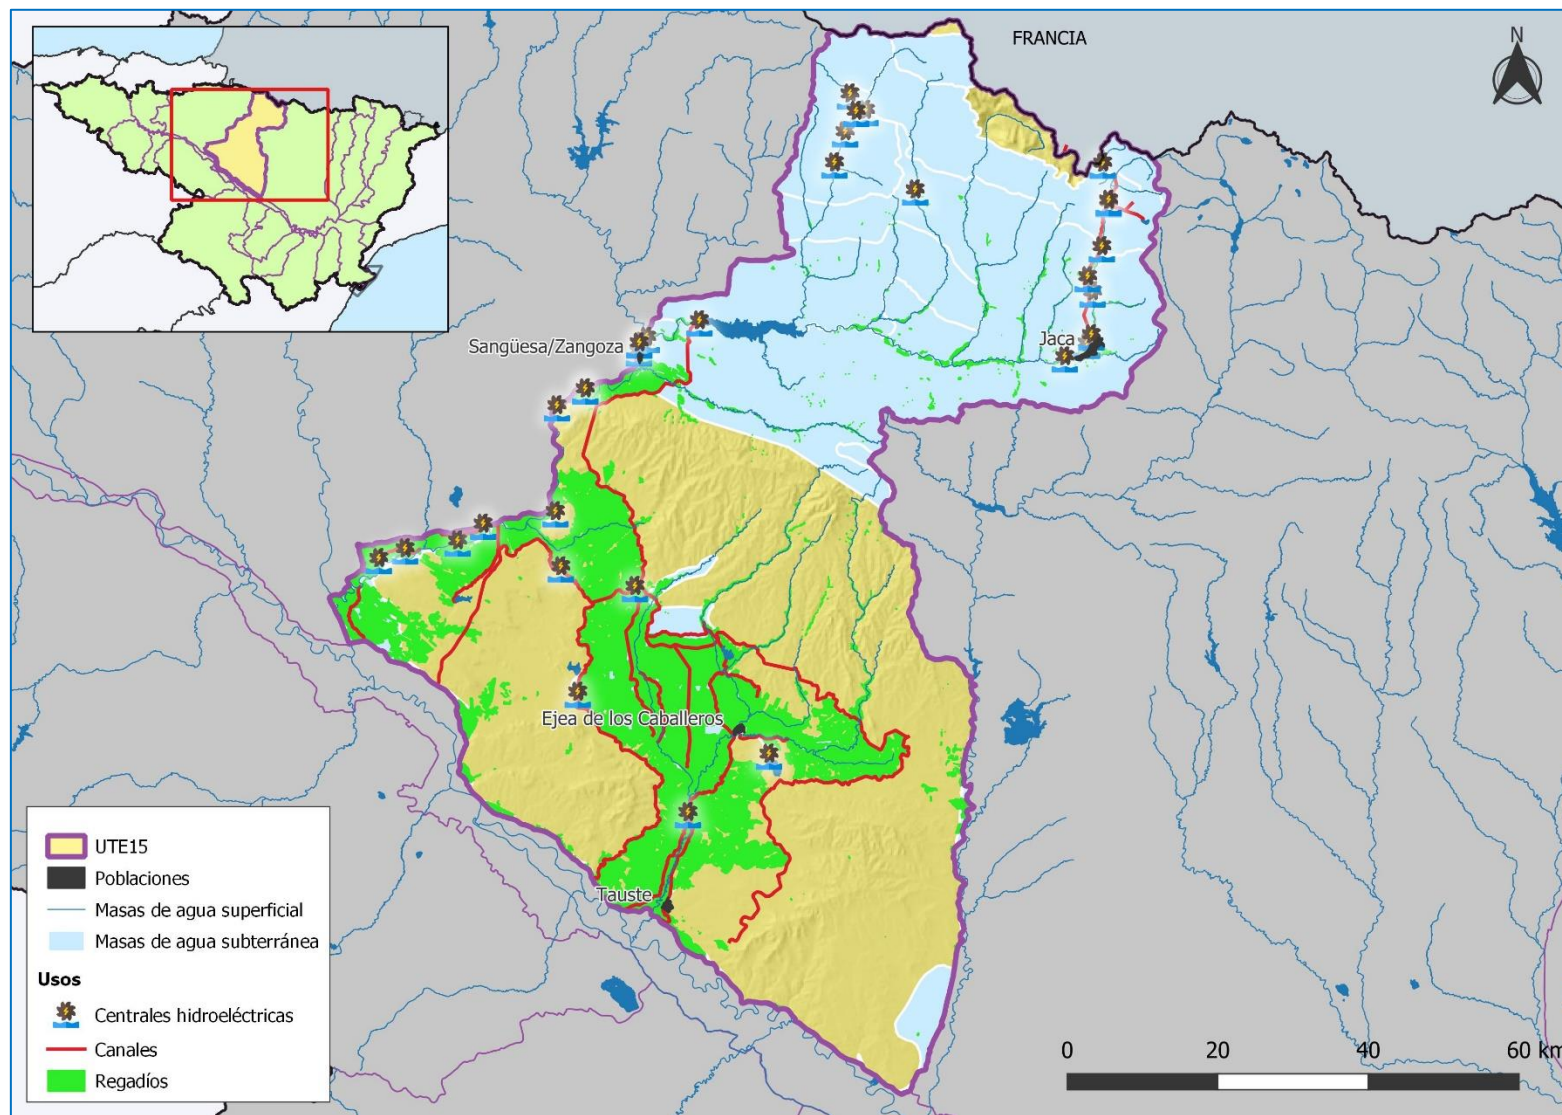 FRANCIA
N
Sangüesa/Zangoza
Jaca
Ejea de los Caballeros
Tauste
UTE15
Poblaciones
Masas de agua superficial
Masas de agua subterránea
Usos
Centrales hidroeléctricas
Canales
Regadíos
0 20 40 60 km